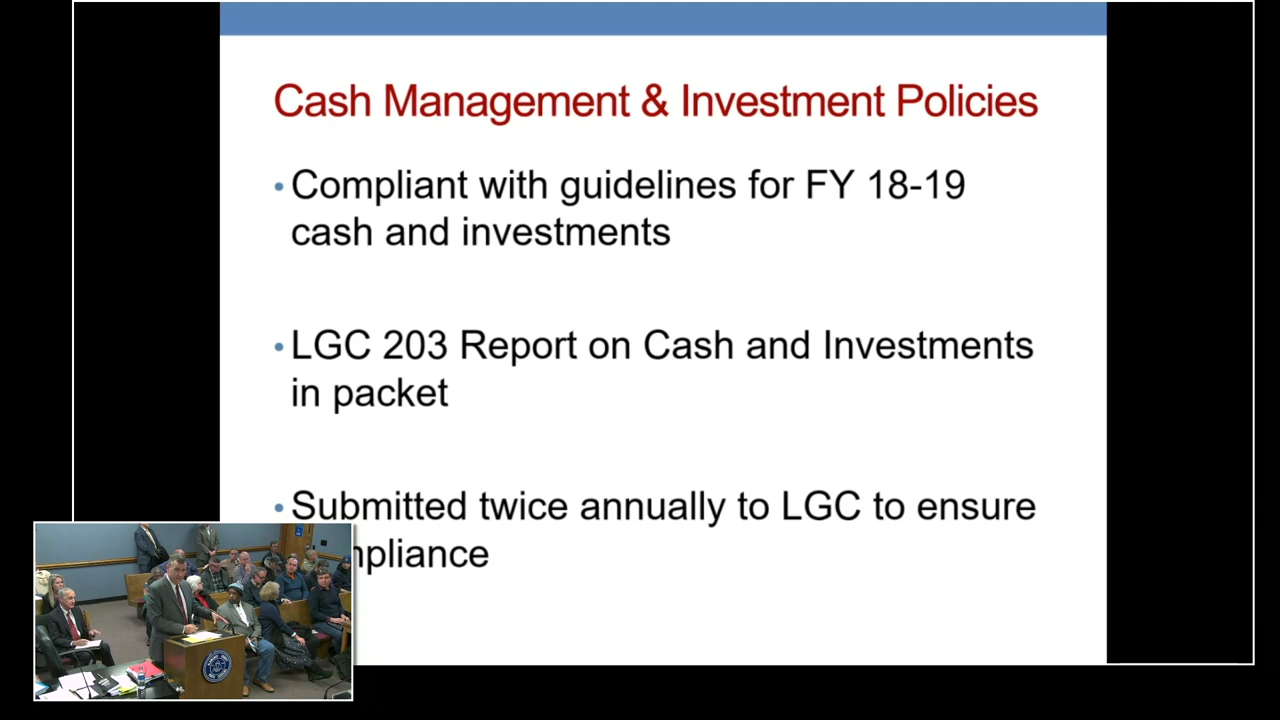 Cash Management & Investment Policies
• Compliant with guidelines for FY 18-19
cash and investments
• LGC 203 Report on Cash and Investments
in packet
• Submitted twice annually to LGC to ensure
mpliance